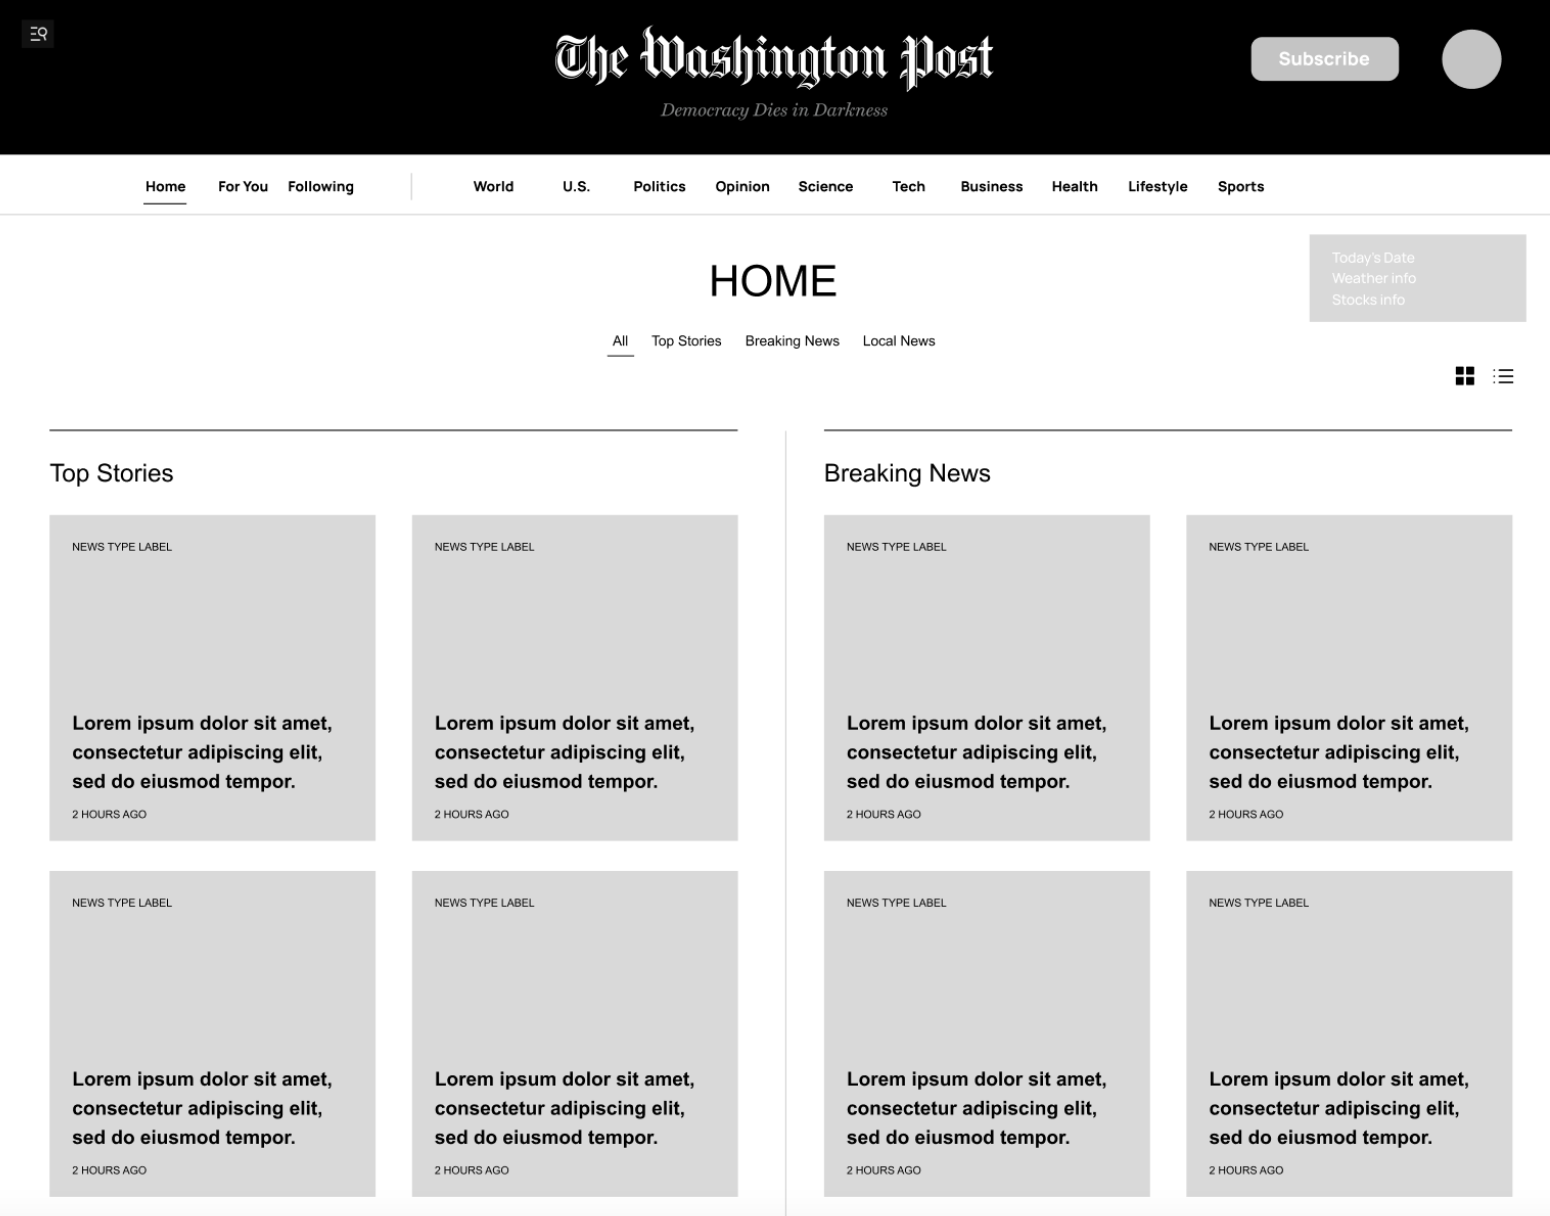 The Washington Post
Democracy Dies in Darkness
Subscribe
Home For You Following World U.S. Politics Opinion Science Tech Business Health Lifestyle Sports
Today's Date
Weather info
Stocks info
HOME
All Top Stories Breaking News Local News
Top Stories
NEWS TYPE LABEL
Lorem ipsum dolor sit amet,
consectetur adipiscing elit,
sed do eiusmod tempor.
2 HOURS AGO
NEWS TYPE LABEL
Lorem ipsum dolor sit amet,
consectetur adipiscing elit,
sed do eiusmod tempor.
2 HOURS AGO
NEWS TYPE LABEL
Lorem ipsum dolor sit amet,
consectetur adipiscing elit,
sed do eiusmod tempor.
2 HOURS AGO
NEWS TYPE LABEL
Lorem ipsum dolor sit amet,
consectetur adipiscing elit,
sed do eiusmod tempor.
2 HOURS AGO
Breaking News
NEWS TYPE LABEL
Lorem ipsum dolor sit amet,
consectetur adipiscing elit,
sed do eiusmod tempor.
2 HOURS AGO
NEWS TYPE LABEL
Lorem ipsum dolor sit amet,
consectetur adipiscing elit,
sed do eiusmod tempor.
2 HOURS AGO
NEWS TYPE LABEL
Lorem ipsum dolor sit amet,
consectetur adipiscing elit,
sed do eiusmod tempor.
2 HOURS AGO
NEWS TYPE LABEL
Lorem ipsum dolor sit amet,
consectetur adipiscing elit,
sed do eiusmod tempor.
2 HOURS AGO